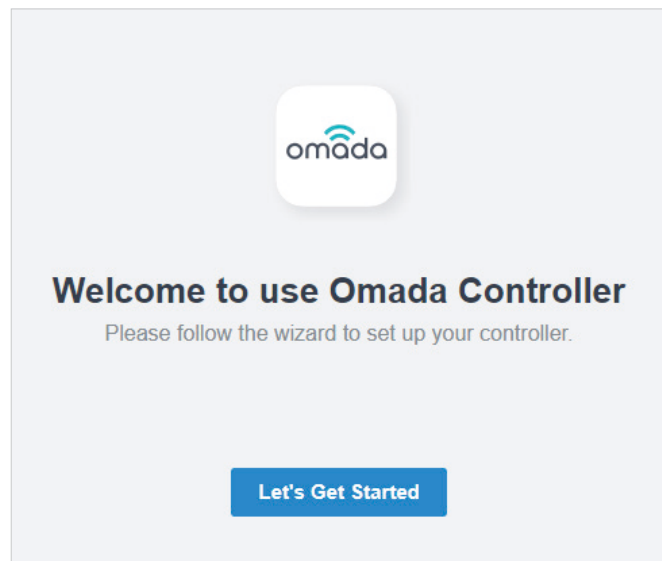 omada
Welcome to use Omada Controller
Please follow the wizard to set up your controller.
Let's Get Started